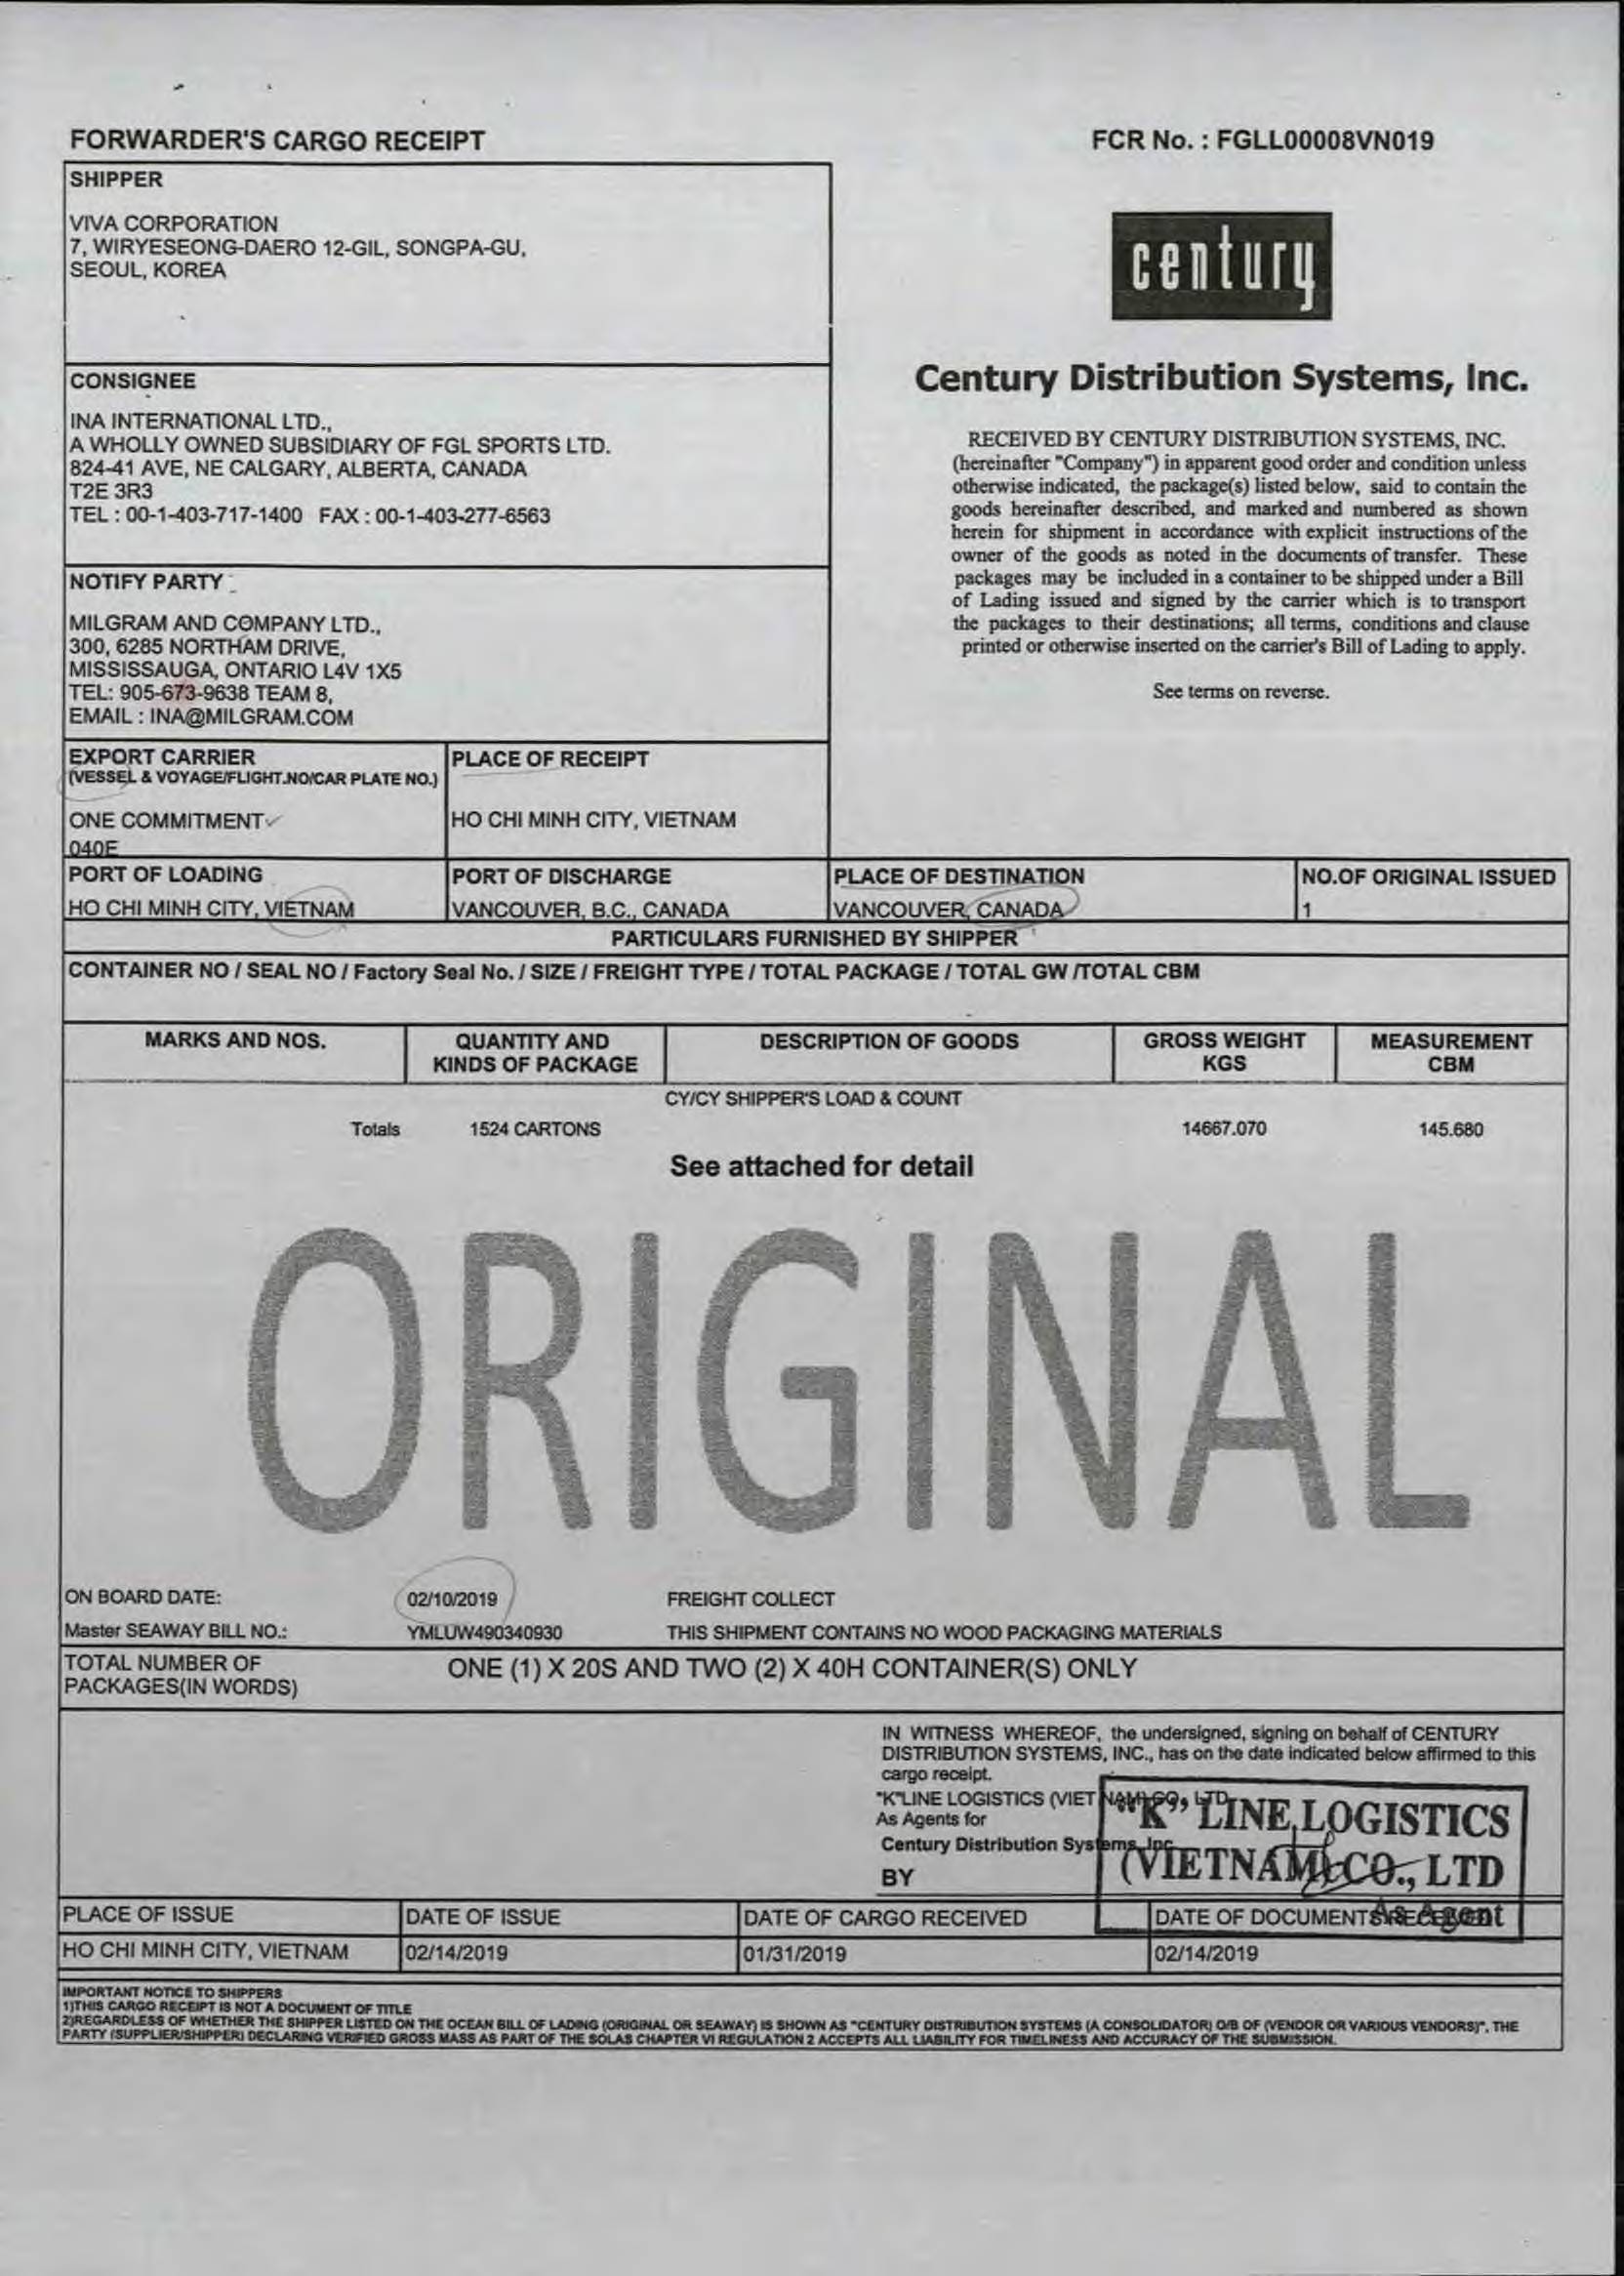 FORWARDER'S CARGO RECEIPT
FCR No. : FGLL00008VN019
SHIPPER
VIVA CORPORATION
7, WIRYESEONG-DAERO 12-GIL, SONGPA-GU,
SEOUL, KOREA
century
Century Distribution Systems, Inc.
CONSIGNEE
INA INTERNATIONAL LTD.,
A WHOLLY OWNED SUBSIDIARY OF FGL SPORTS LTD.
824-41 AVE, NE CALGARY, ALBERTA, CANADA
T2E 3R3
TEL : 00-1-403-717-1400 FAX : 00-1-403-277-6563
RECEIVED BY CENTURY DISTRIBUTION SYSTEMS, INC.
(hereinafter "Company") in apparent good order and condition unless
otherwise indicated, the package(s) listed below, said to contain the
goods hereinafter described, and marked and numbered as shown
herein for shipment in accordance with explicit instructions of the
owner of the goods as noted in the documents of transfer. These
packages may be included in a container to be shipped under a Bill
of Lading issued and signed by the carrier which is to transport
the packages to their destinations; all terms, conditions and clause
printed or otherwise inserted on the carrier's Bill of Lading to apply.
See terms on reverse.
NOTIFY PARTY
MILGRAM AND COMPANY LTD.,
300, 6285 NORTHAM DRIVE,
MISSISSAUGA, ONTARIO L4V 1X5
TEL: 905-673-9638 TEAM 8,
EMAIL : INA@MILGRAM.COM
EXPORT CARRIER
(VESSEL & VOYAGE/FLIGHT.NO/CAR PLATE NO.)
ONE COMMITMENT
040E
PLACE OF RECEIPT
HO CHI MINH CITY, VIETNAM
PORT OF LOADING
HO CHI MINH CITY, VIETNAM
PORT OF DISCHARGE
VANCOUVER, B.C., CANADA
PLACE OF DESTINATION
VANCOUVER, CANADA
NO.OF ORIGINAL ISSUED
1
PARTICULARS FURNISHED BY SHIPPER
CONTAINER NO / SEAL NO / Factory Seal No. / SIZE / FREIGHT TYPE / TOTAL PACKAGE / TOTAL GW /TOTAL CBM
MARKS AND NOS.
QUANTITY AND
KINDS OF PACKAGE
DESCRIPTION OF GOODS
GROSS WEIGHT
KGS
MEASUREMENT
CBM
CY/CY SHIPPER'S LOAD & COUNT
Totals 1524 CARTONS 14667.070 145.680
See attached for detail
ORIGINAL
ON BOARD DATE: 02/10/2019 FREIGHT COLLECT
Master SEAWAY BILL NO.: YMLUW490340930 THIS SHIPMENT CONTAINS NO WOOD PACKAGING MATERIALS
TOTAL NUMBER OF
PACKAGES(IN WORDS)
ONE (1) X 20S AND TWO (2) X 40H CONTAINER(S) ONLY
IN WITNESS WHEREOF, the undersigned, signing on behalf of CENTURY
DISTRIBUTION SYSTEMS, INC., has on the date indicated below affirmed to this
cargo receipt.
"K"LINE LOGISTICS (VIET NAM) CO., LTD
As Agents for
Century Distribution Systems, Inc.
BY
"K" LINE LOGISTICS
(VIETNAM) CO., LTD
As Agent
PLACE OF ISSUE
HO CHI MINH CITY, VIETNAM
DATE OF ISSUE
02/14/2019
DATE OF CARGO RECEIVED
01/31/2019
DATE OF DOCUMENTS RECEIVED
02/14/2019
IMPORTANT NOTICE TO SHIPPERS
1)THIS CARGO RECEIPT IS NOT A DOCUMENT OF TITLE
2)REGARDLESS OF WHETHER THE SHIPPER LISTED ON THE OCEAN BILL OF LADING (ORIGINAL OR SEAWAY) IS SHOWN AS "CENTURY DISTRIBUTION SYSTEMS (A CONSOLIDATOR) O/B OF (VENDOR OR VARIOUS VENDORS)", THE
PARTY (SUPPLIER/SHIPPER) DECLARING VERIFIED GROSS MASS AS PART OF THE SOLAS CHAPTER VI REGULATION 2 ACCEPTS ALL LIABILITY FOR TIMELINESS AND ACCURACY OF THE SUBMISSION.